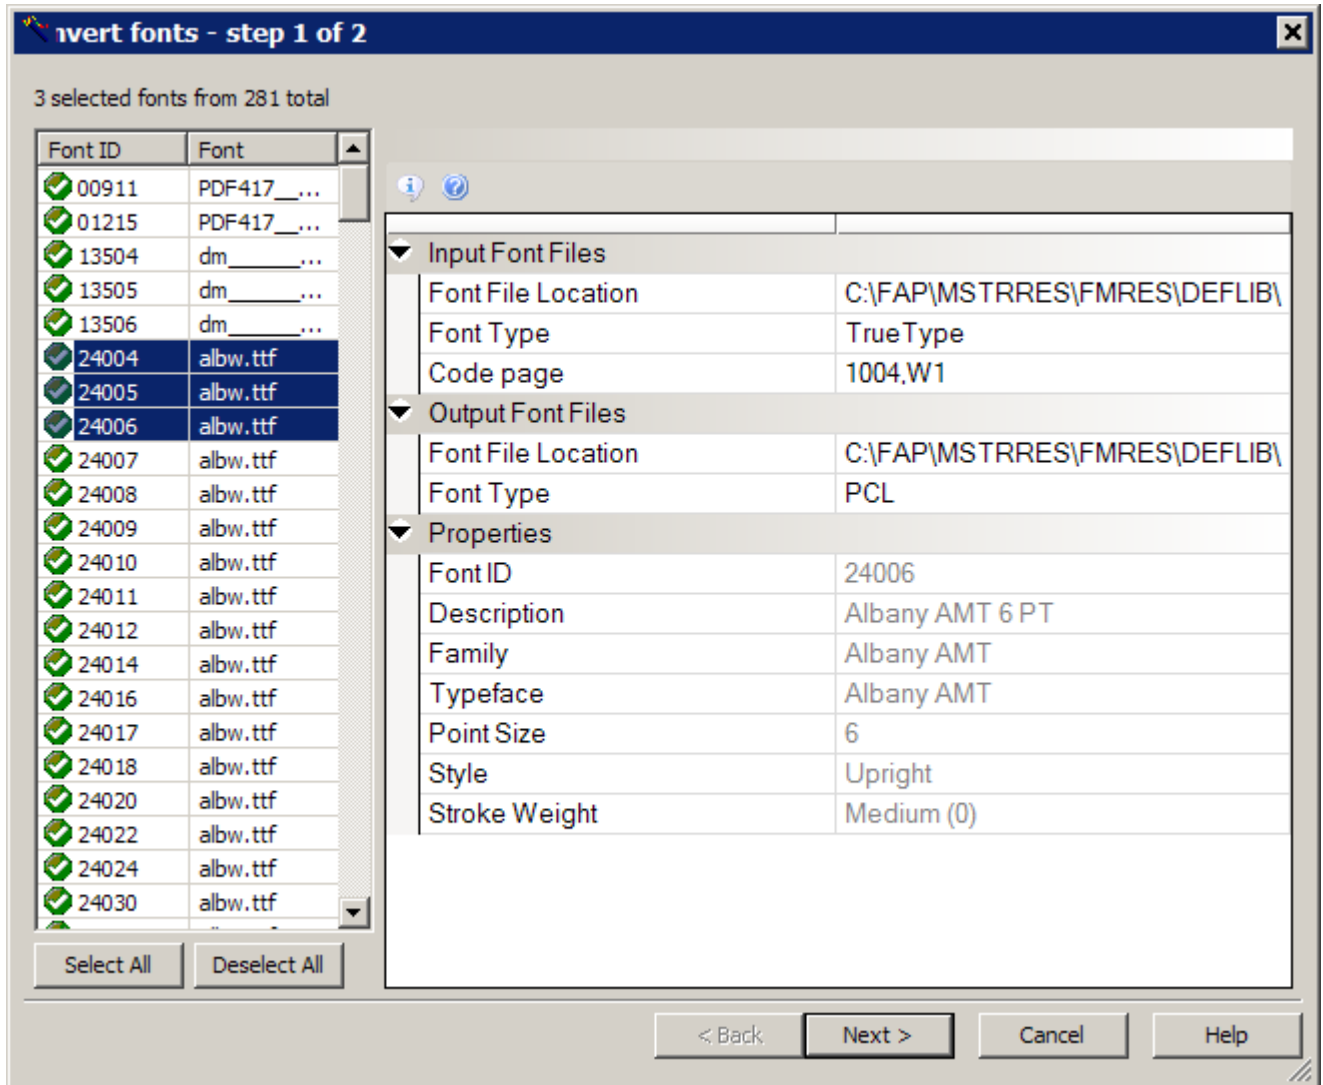 nvert fonts - step 1 of 2
3 selected fonts from 281 total
Font ID Font
00911 PDF417__...
01215 PDF417__...
13504 dm______...
13505 dm______...
13506 dm______...
24004 albw.ttf
24005 albw.ttf
24006 albw.ttf
24007 albw.ttf
24008 albw.ttf
24009 albw.ttf
24010 albw.ttf
24011 albw.ttf
24012 albw.ttf
24014 albw.ttf
24016 albw.ttf
24017 albw.ttf
24018 albw.ttf
24020 albw.ttf
24022 albw.ttf
24024 albw.ttf
24030 albw.ttf
Select All Deselect All
Input Font Files
Font File Location C:\FAP\MSTRRES\FMRES\DEFLIB\
Font Type TrueType
Code page 1004,W1
Output Font Files
Font File Location C:\FAP\MSTRRES\FMRES\DEFLIB\
Font Type PCL
Properties
Font ID 24006
Description Albany AMT 6 PT
Family Albany AMT
Typeface Albany AMT
Point Size 6
Style Upright
Stroke Weight Medium (0)
< Back Next > Cancel Help